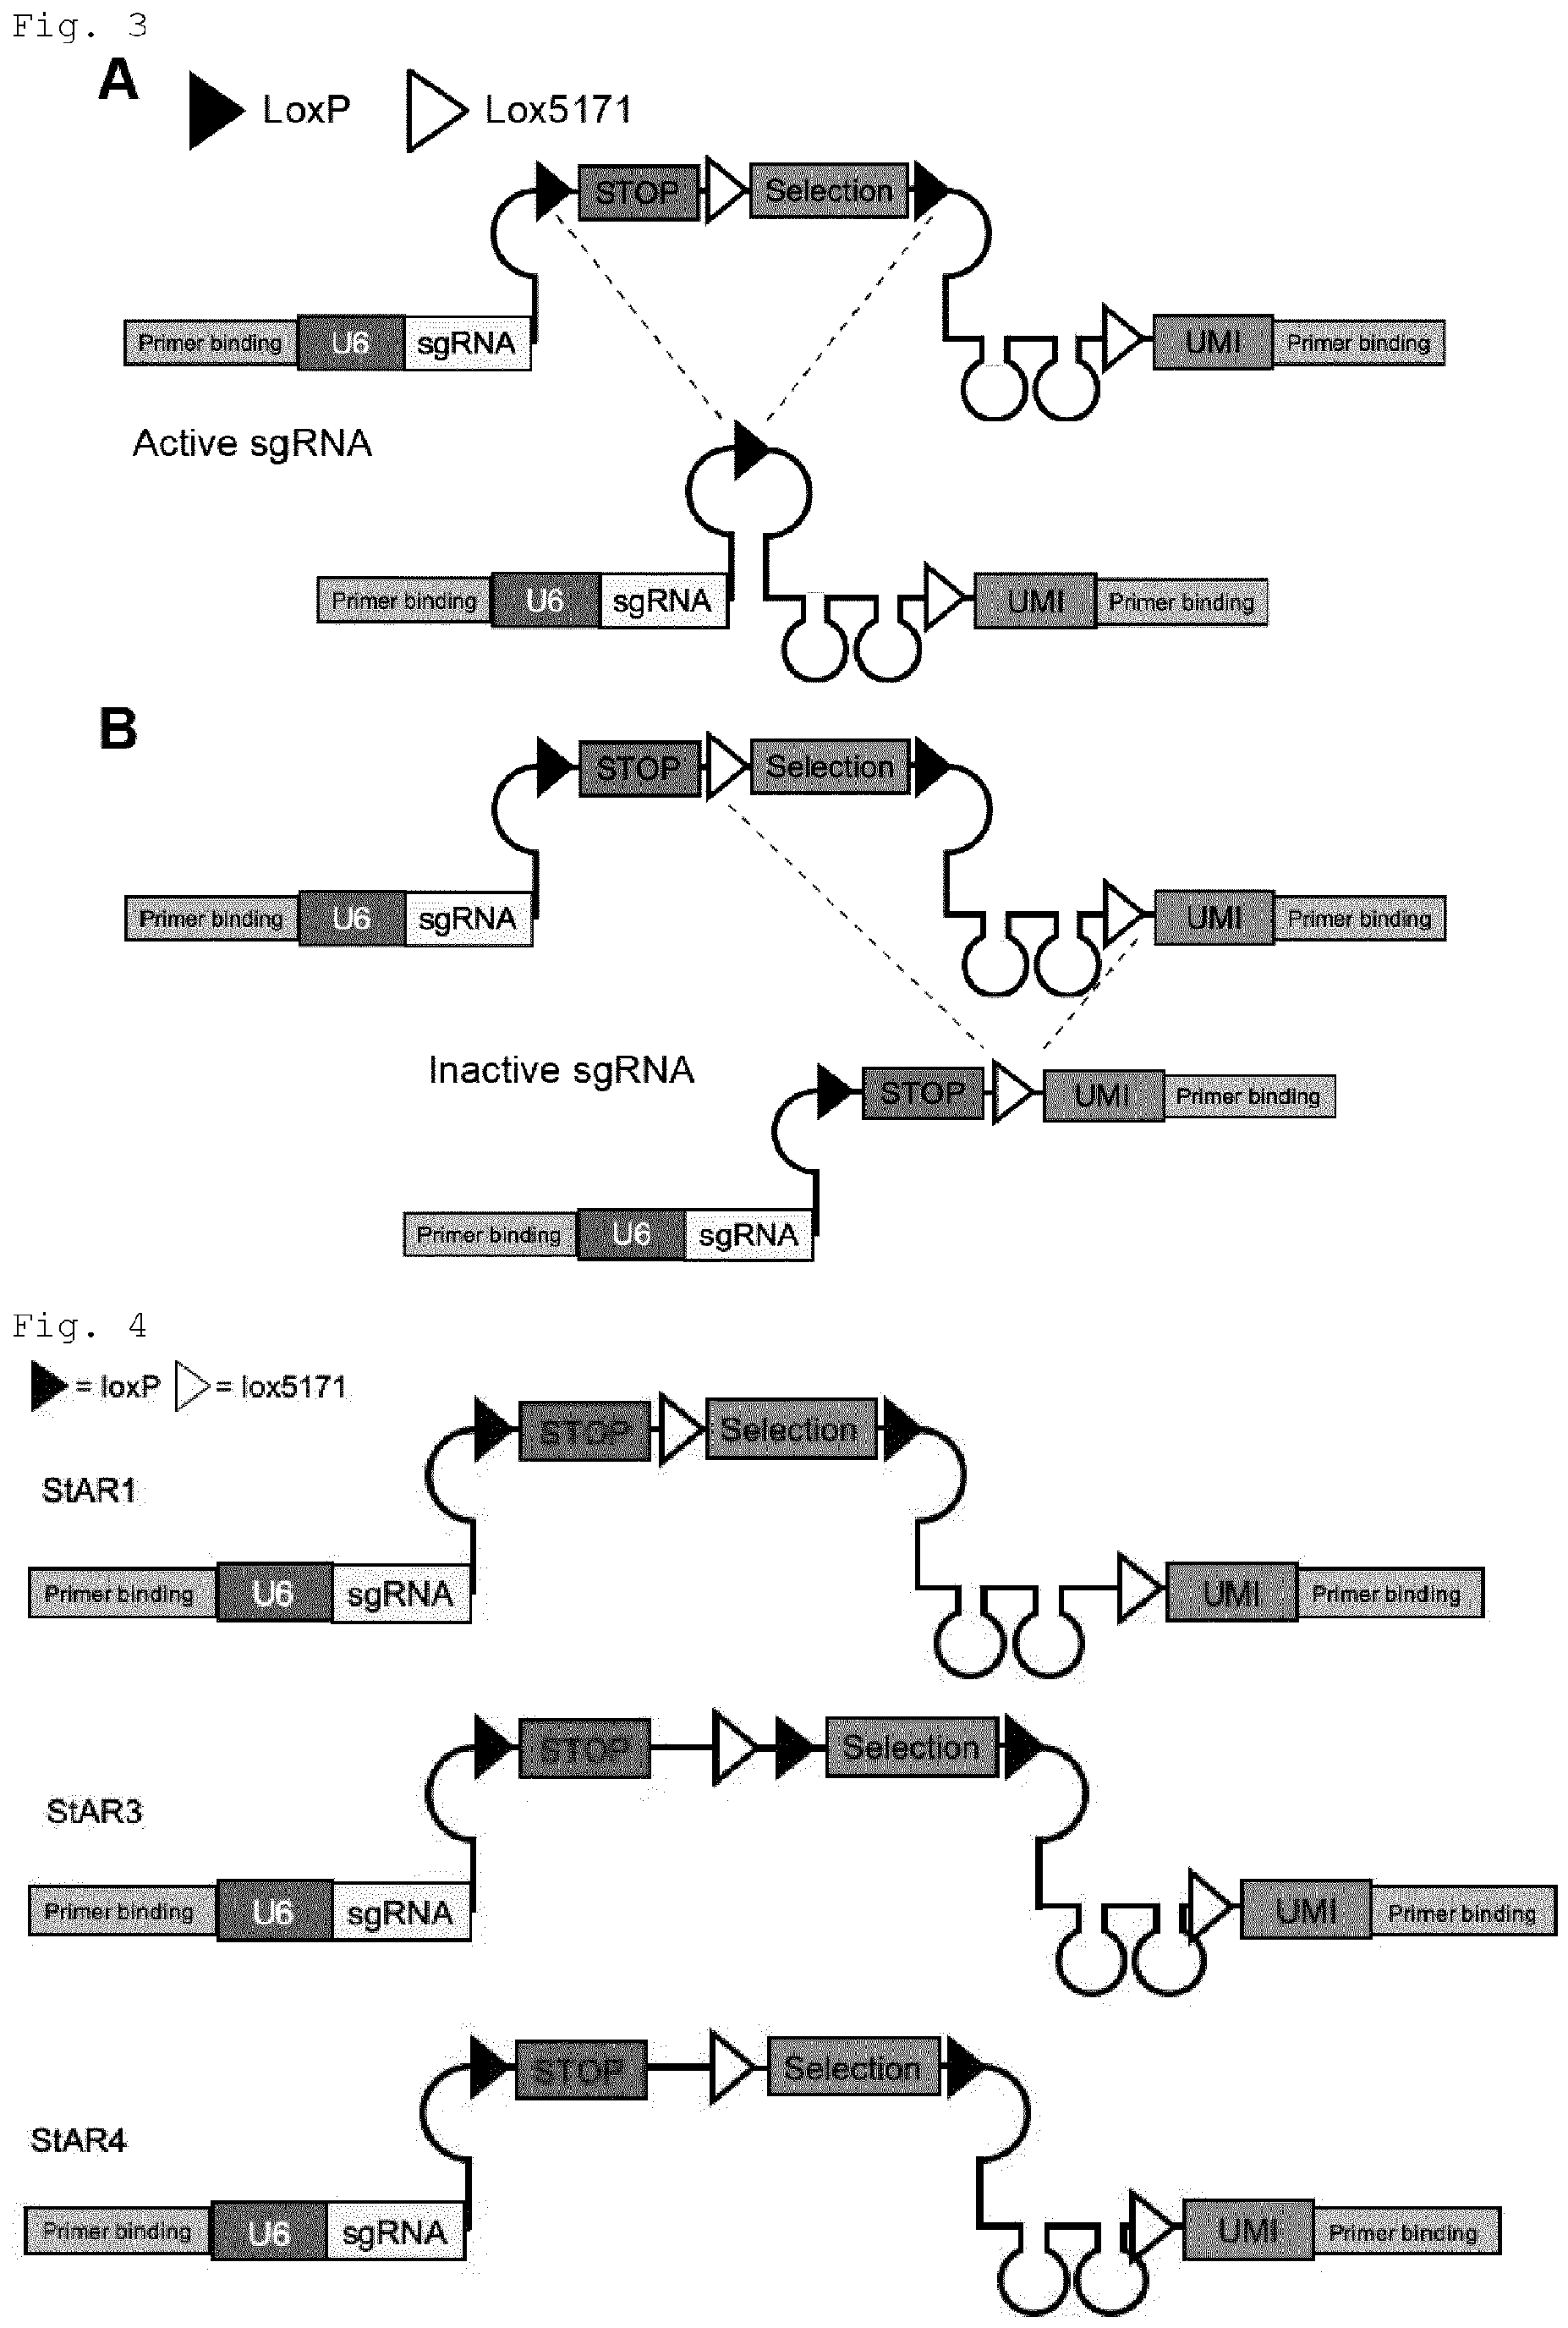 Fig. 3
A
LoxP Lox5171
STOP Selection
Primer binding U6 sgRNA UMI Primer binding
Active sgRNA
Primer binding U6 sgRNA UMI Primer binding
B
STOP Selection
Primer binding U6 sgRNA UMI Primer binding
Inactive sgRNA
STOP UMI Primer binding
Primer binding U6 sgRNA
Fig. 4
= loxP = lox5171
STOP Selection
StAR1
Primer binding U6 sgRNA UMI Primer binding
STOP Selection
StAR3
Primer binding U6 sgRNA UMI Primer binding
STOP Selection
StAR4
Primer binding U6 sgRNA UMI Primer bincing